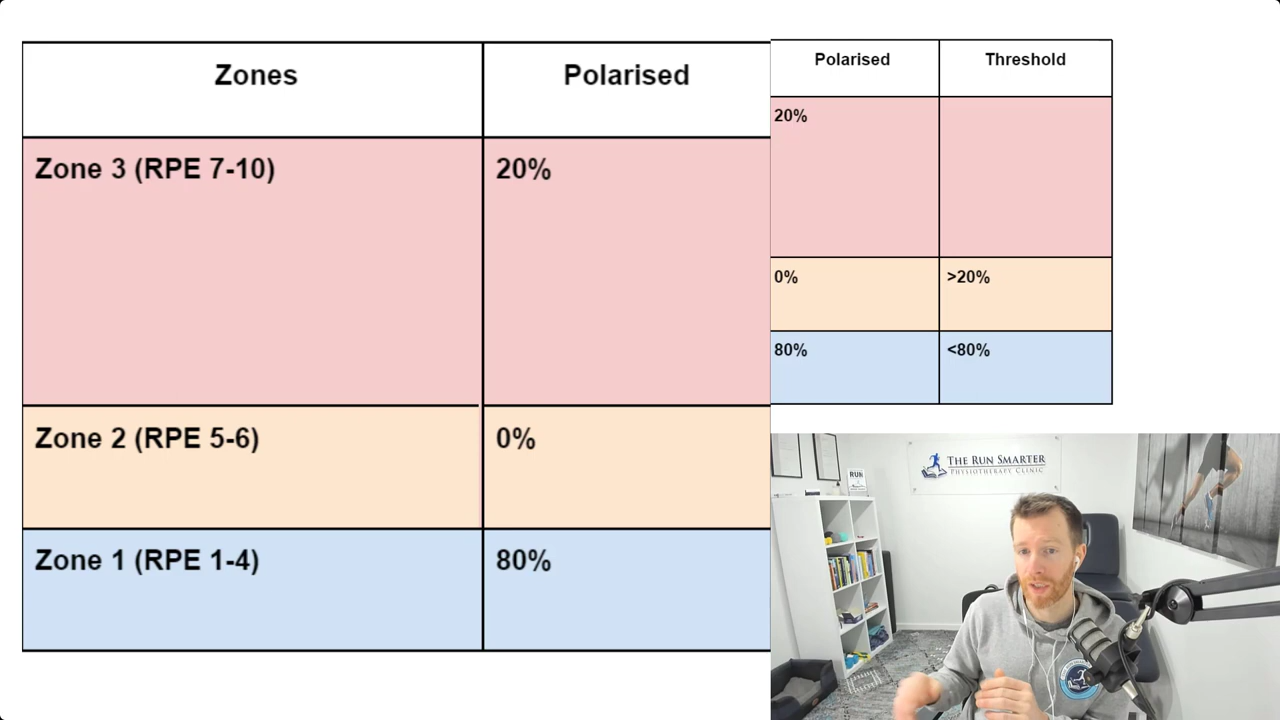 Zones
Polarised
Zone 3 (RPE 7-10)
20%
Zone 2 (RPE 5-6)
0%
Zone 1 (RPE 1-4)
80%
Polarised
Threshold
20%
0%
>20%
80%
<80%
THE RUN SMARTER
PHYSIOTHERAPY CLINIC
RUN